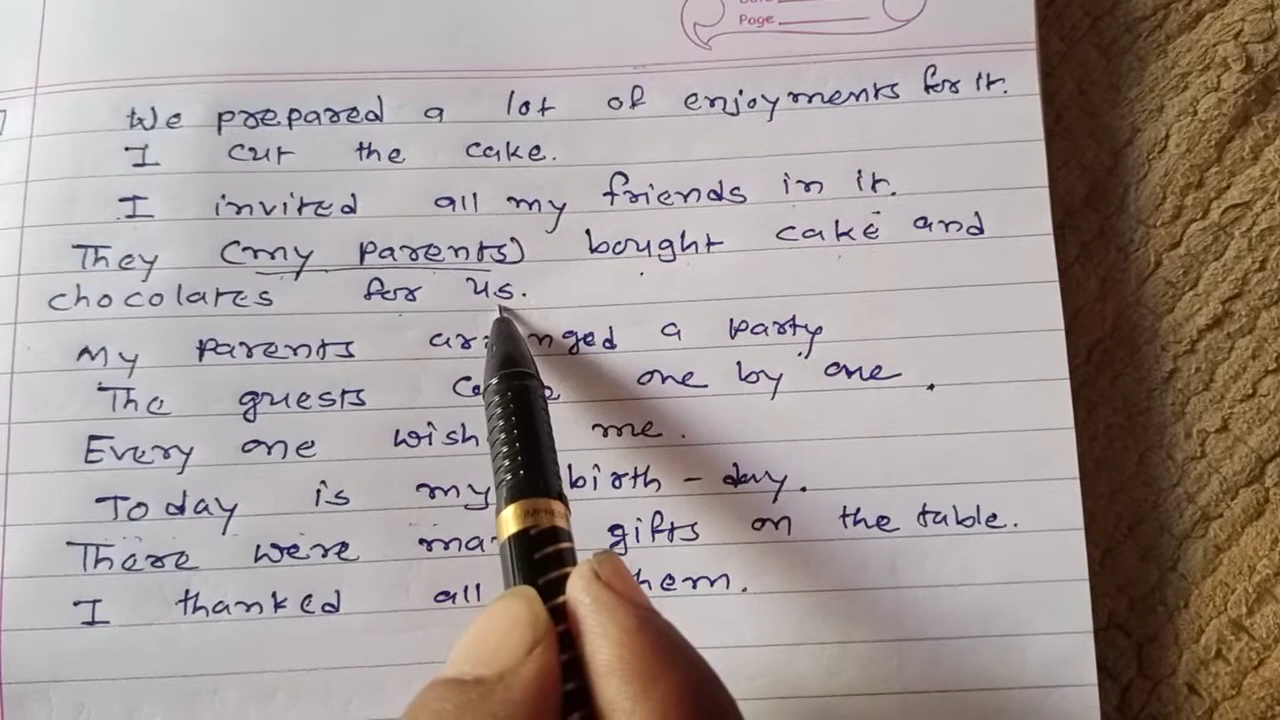 Page
We prepared a lot of enjoyments for it.
I cut the cake.
I invited all my friends in it.
They (my parents) bought cake and
chocolates for us.
My parents arranged a party
The guests one by one.
Every one wish me.
Today is my birth-day.
There were gifts on the table.
I thanked all
IMPRES